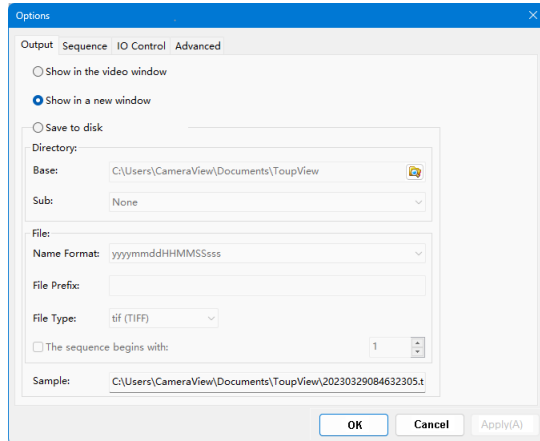 Options
Output Sequence IO Control Advanced
Show in the video window
Show in a new window
Save to disk
Directory:
Base: C:\Users\CameraView\Documents\ToupView
Sub: None
File:
Name Format: yyyymmddHHMMSSsss
File Prefix:
File Type: tif (TIFF)
The sequence begins with: 1
Sample: C:\Users\CameraView\Documents\ToupView\20230329084632305.t
OK Cancel Apply(A)